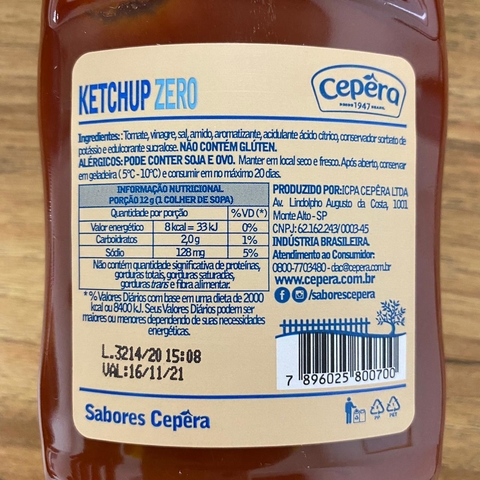 KETCHUP ZERO
Cepêra
SINCE 1947 BRASIL
Ingredientes: Tomate, vinagre, sal, amido, aromatizante, acidulante ácido cítrico, conservador sorbato de
potássio e edulcorante sucralose. NÃO CONTÉM GLÚTEN.
ALÉRGICOS: PODE CONTER SOJA E OVO. Manter em local seco e fresco. Após aberto, conservar
em geladeira (5°C -10°C) e consumir em no máximo 20 dias.
INFORMAÇÃO NUTRICIONAL
PORÇÃO 12 g (1 COLHER DE SOPA)
Quantidade por porção % VD (*)
Valor energético 8 kcal = 33 kJ 0%
Carboidratos 2,0 g 1%
Sódio 128 mg 5%
Não contém quantidade significativa de proteínas,
gorduras totais, gorduras saturadas,
gorduras trans e fibra alimentar.
* % Valores Diários com base em uma dieta de 2000
kcal ou 8400 kJ. Seus Valores Diários podem ser
maiores ou menores dependendo de suas necessidades
energéticas.
PRODUZIDO POR: ICPA CEPÊRA LTDA
Av. Lindolpho Augusto da Costa, 1001
Monte Alto - SP
CNPJ: 62.162.243/0003-45
INDÚSTRIA BRASILEIRA.
Atendimento ao Consumidor:
0800-7703480 - dac@cepera.com.br
www.cepera.com.br
/saborescepera
L.3214/20 15:08
VAL:16/11/21
7 896025 800700
Sabores Cepêra
PP